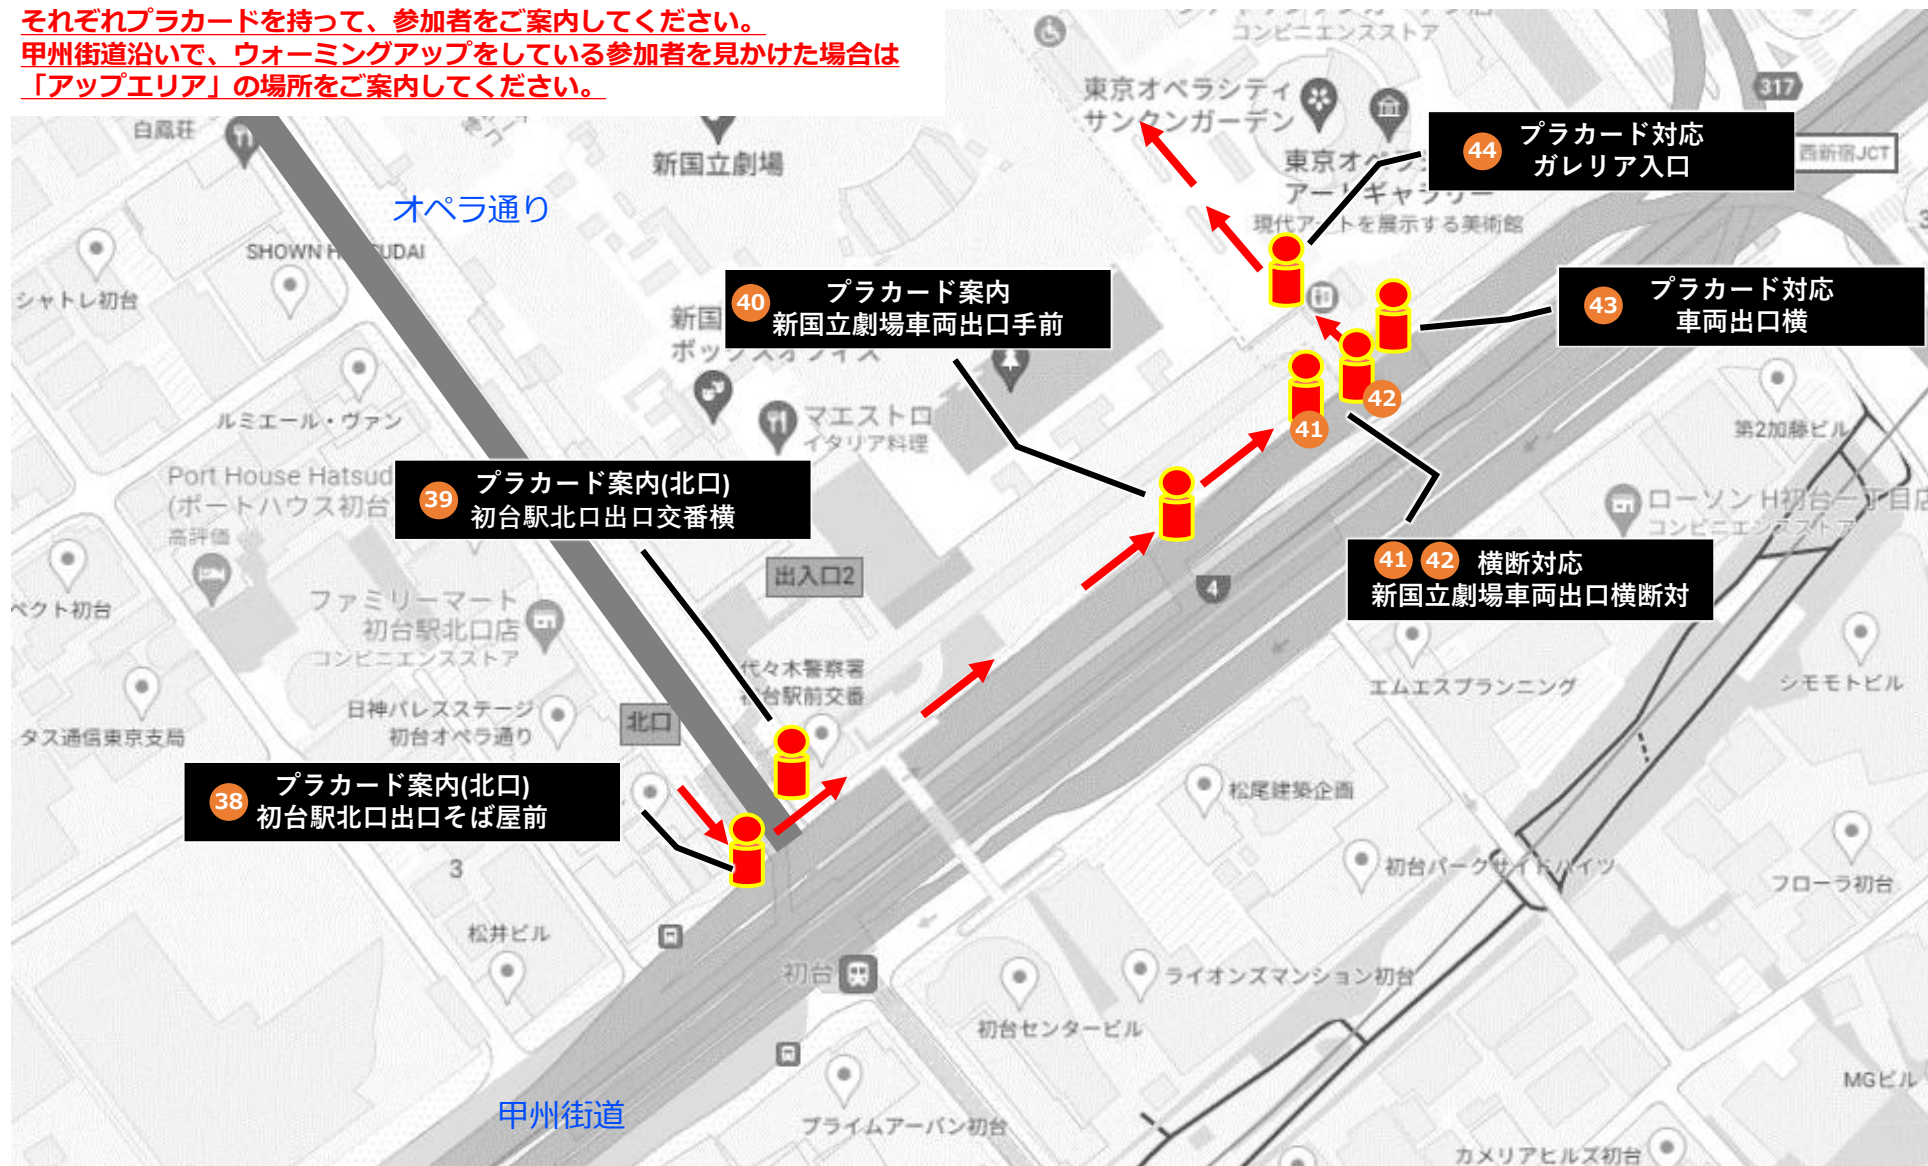 それぞれプラカードを持って、参加者をご案内してください。
甲州街道沿いで、ウォーミングアップをしている参加者を見かけた場合は
「アップエリア」の場所をご案内してください。
コンビニエンスストア
317
東京オペラシティ
サンクンガーデン
白鳳荘
新国立劇場
44 プラカード対応
ガレリア入口
西新宿JCT
東京オペラシ
アートギャラリー
現代アートを展示する美術館
オペラ通り
SHOWN H
UDAI
シャトレ初台
40 プラカード案内
新国立劇場車両出口手前
43 プラカード対応
車両出口横
新国
ボックスオフィス
ルミエール・ヴァン
マエストロ
イタリア料理
42
41
第2加藤ビル
Port House Hatsud
(ポートハウス初台
高評価
39 プラカード案内(北口)
初台駅北口出口交番横
ローソン H初台一丁目店
コンビニエンスストア
出入口2
4
41 42 横断対応
新国立劇場車両出口横断対
ペクト初台
ファミリーマート
初台駅北口店
コンビニエンスストア
代々木警察署
初台駅前交番
エムエスプランニング
シモモトビル
日神パレスステージ
初台オペラ通り
北口
タス通信東京支局
38 プラカード案内(北口)
初台駅北口出口そば屋前
松尾建築企画
3
初台パークサイドハイツ
フローラ初台
松井ビル
初台
ライオンズマンション初台
初台センタービル
MGビル
甲州街道
プライムアーバン初台
カメリアヒルズ初台